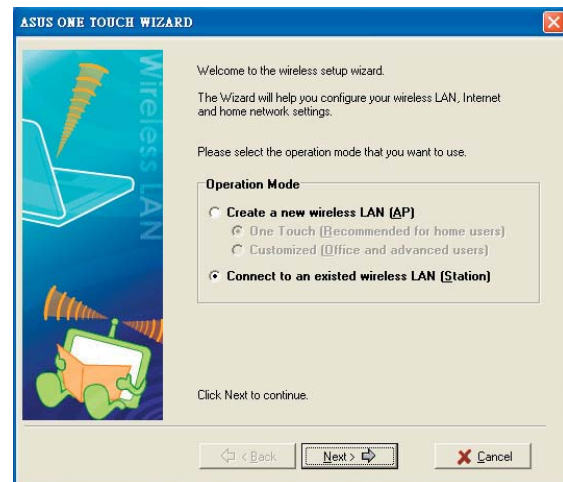 ASUS ONE TOUCH WIZARD
Wireless LAN
Welcome to the wireless setup wizard.
The Wizard will help you configure your wireless LAN, Internet
and home network settings.
Please select the operation mode that you want to use.
Operation Mode
Create a new wireless LAN (AP)
One Touch (Recommended for home users)
Customized (Office and advanced users)
Connect to an existed wireless LAN (Station)
Click Next to continue.
< Back
Next >
Cancel